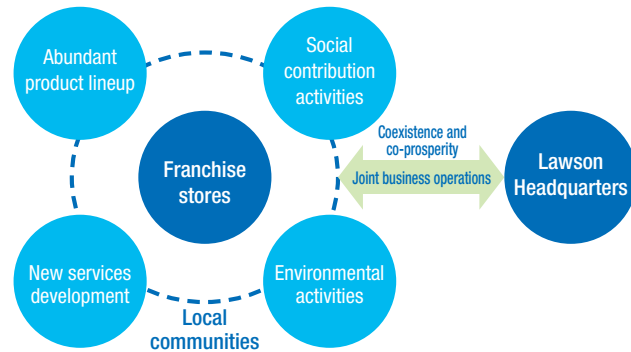 Abundant
product lineup
Social
contribution
activities
Franchise
stores
Coexistence and
co-prosperity
Joint business operations
Lawson
Headquarters
New services
development
Environmental
activities
Local
communities